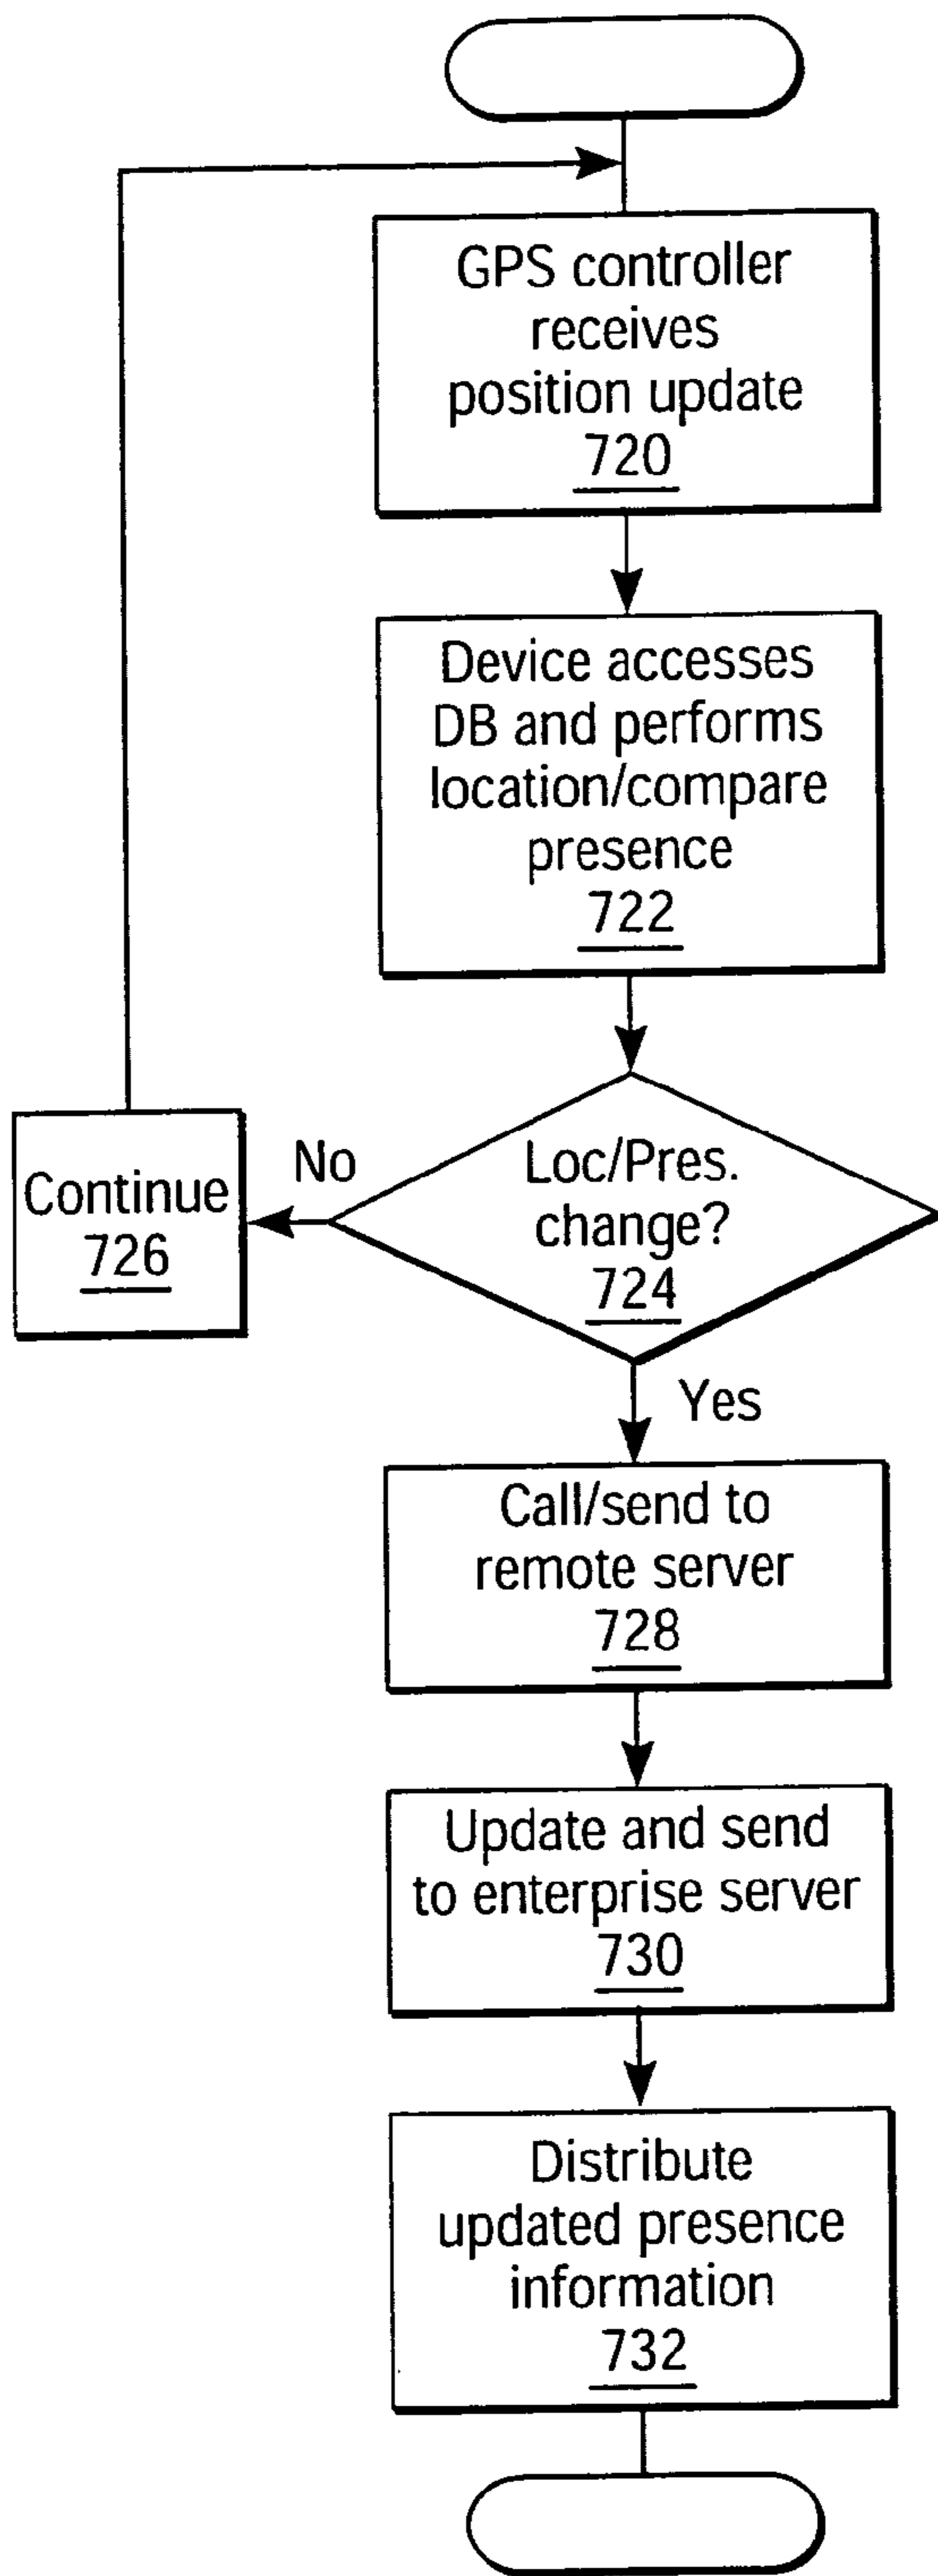 GPS controller
receives
position update
720
Device accesses
DB and performs
location/compare
presence
722
Loc/Pres.
change?
724
No
Continue
726
Yes
Call/send to
remote server
728
Update and send
to enterprise server
730
Distribute
updated presence
information
732